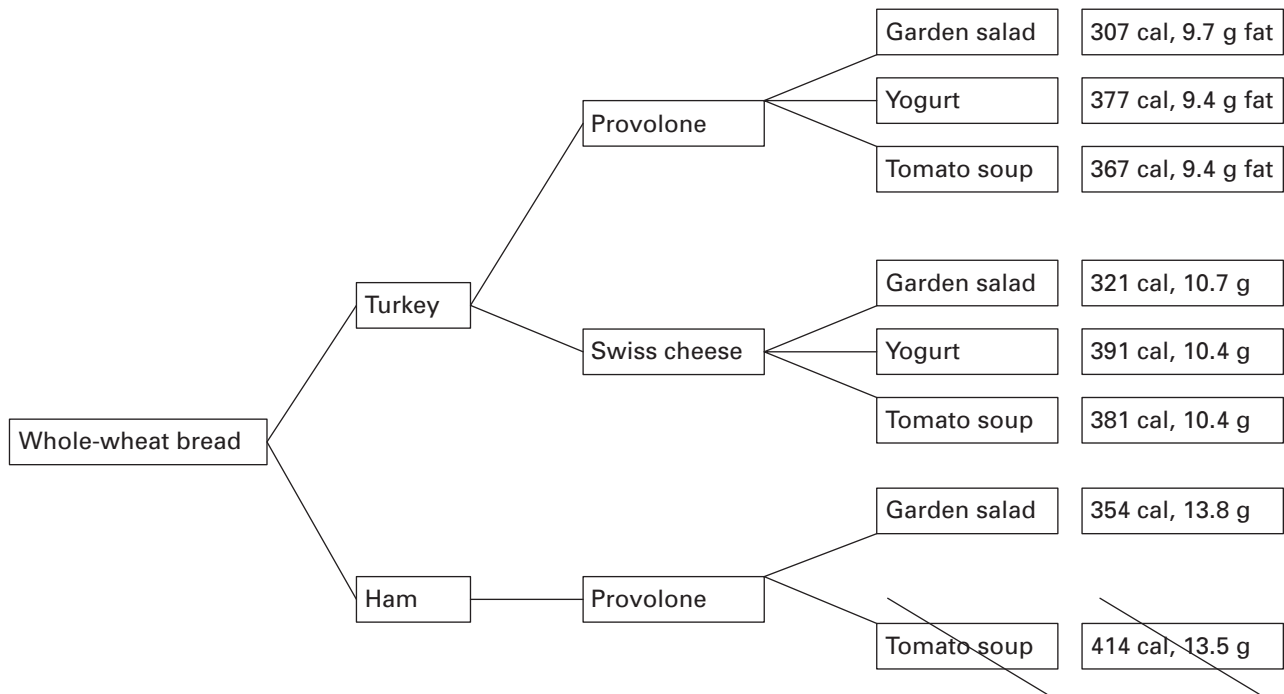 Garden salad 307 cal, 9.7 g fat
Yogurt 377 cal, 9.4 g fat
Provolone
Tomato soup 367 cal, 9.4 g fat
Garden salad 321 cal, 10.7 g
Turkey
Yogurt 391 cal, 10.4 g
Swiss cheese
Tomato soup 381 cal, 10.4 g
Whole-wheat bread
Garden salad 354 cal, 13.8 g
Ham
Provolone
Tomato soup 414 cal, 13.5 g